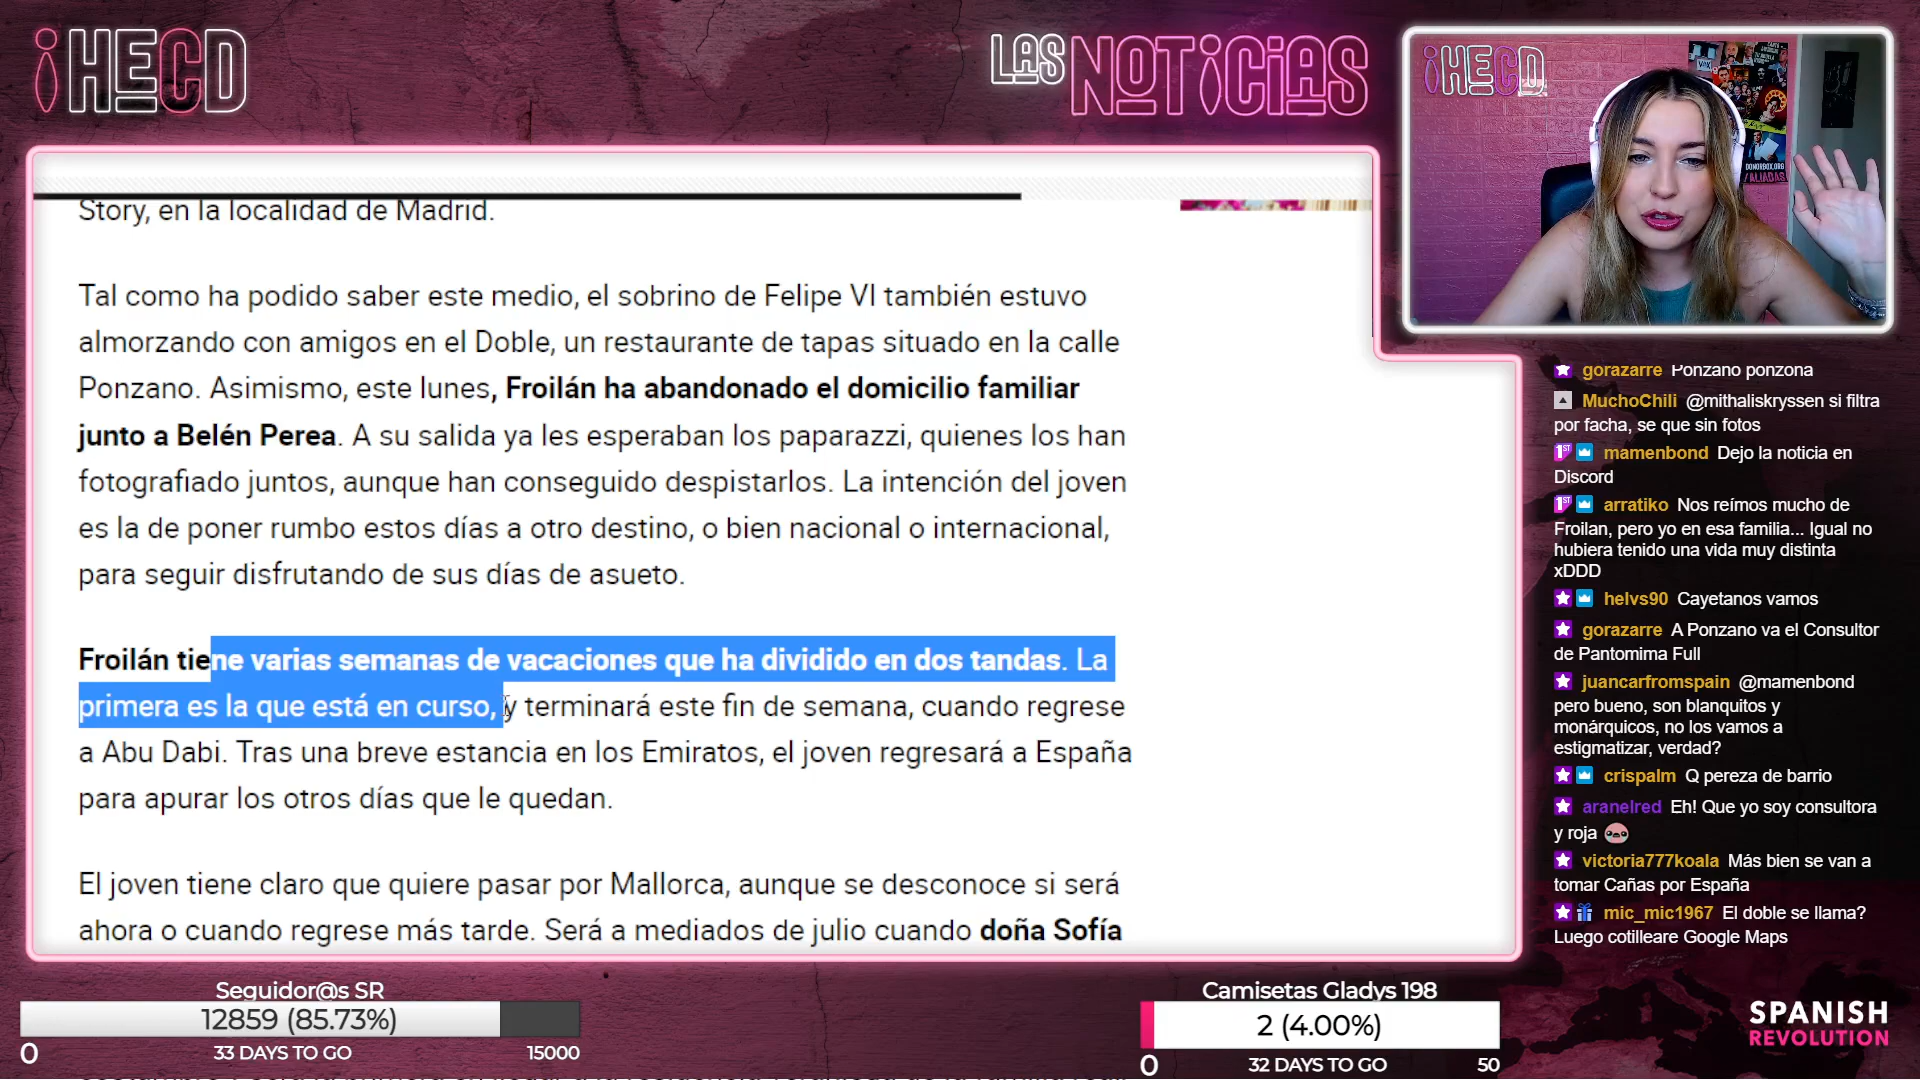 ¡HECD
LAS NOTICIAS
¡HECD
DONORBOX.ORG
/ALIADAS
Story, en la localidad de Madrid.
Tal como ha podido saber este medio, el sobrino de Felipe VI también estuvo
almorzando con amigos en el Doble, un restaurante de tapas situado en la calle
Ponzano. Asimismo, este lunes, Froilán ha abandonado el domicilio familiar
junto a Belén Perea. A su salida ya les esperaban los paparazzi, quienes los han
fotografiado juntos, aunque han conseguido despistarlos. La intención del joven
es la de poner rumbo estos días a otro destino, o bien nacional o internacional,
para seguir disfrutando de sus días de asueto.
Froilán tiene varias semanas de vacaciones que ha dividido en dos tandas. La
primera es la que está en curso, y terminará este fin de semana, cuando regrese
a Abu Dabi. Tras una breve estancia en los Emiratos, el joven regresará a España
para apurar los otros días que le quedan.
El joven tiene claro que quiere pasar por Mallorca, aunque se desconoce si será
ahora o cuando regrese más tarde. Será a mediados de julio cuando doña Sofía
gorazarre Ponzano ponzona
MuchoChili @mithaliskryssen si filtra
por facha, se que sin fotos
1ST mamenbond Dejo la noticia en
Discord
1ST arratiko Nos reímos mucho de
Froilan, pero yo en esa familia... Igual no
hubiera tenido una vida muy distinta
xDDD
helvs90 Cayetanos vamos
gorazarre A Ponzano va el Consultor
de Pantomima Full
juancarfromspain @mamenbond
pero bueno, son blanquitos y
monárquicos, no los vamos a
estigmatizar, verdad?
crispalm Q pereza de barrio
aranelred Eh! Que yo soy consultora
y roja
victoria777koala Más bien se van a
tomar Cañas por España
mic_mic1967 El doble se llama?
Luego cotilleare Google Maps
Seguidor@s SR
12859 (85.73%)
0 33 DAYS TO GO 15000
Camisetas Gladys 198
2 (4.00%)
0 32 DAYS TO GO 50
SPANISH
REVOLUTION